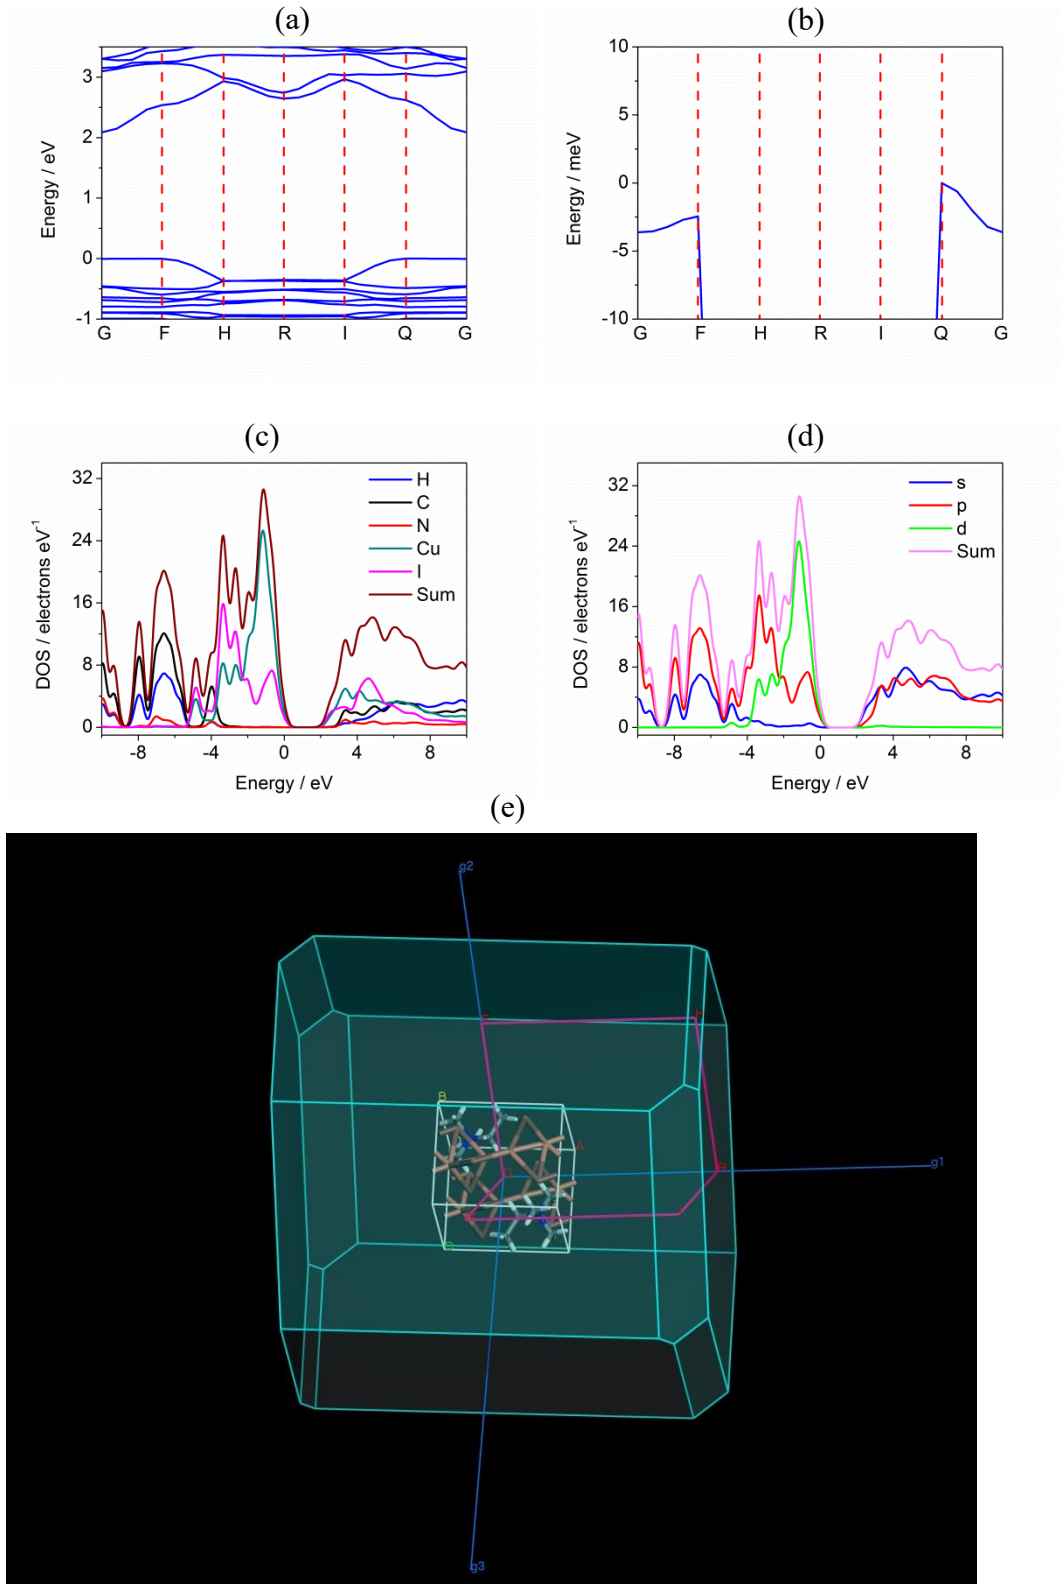 (a)
(b)
Energy / eV
3
2
1
0
-1
G F H R I Q G
Energy / meV
10
5
0
-5
-10
G F H R I Q G
(c)
(d)
DOS / electrons eV⁻¹
32
24
16
8
0
-8 -4 0 4 8
Energy / eV
H
C
N
Cu
I
Sum
DOS / electrons eV⁻¹
32
24
16
8
0
-8 -4 0 4 8
Energy / eV
s
p
d
Sum
(e)
g2
B
A
G
g1
g3